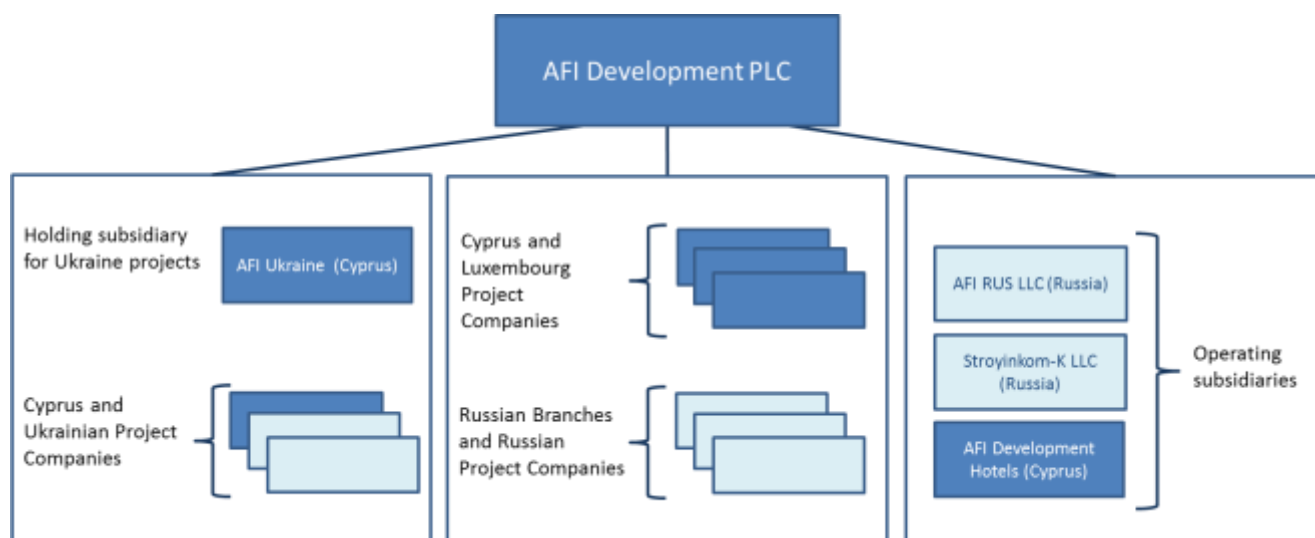 AFI Development PLC
Holding subsidiary
for Ukraine projects
AFI Ukraine (Cyprus)
Cyprus and
Ukrainian Project
Companies
Cyprus and
Luxembourg
Project
Companies
Russian Branches
and Russian
Project Companies
AFI RUS LLC (Russia)
Stroyinkom-K LLC
(Russia)
AFI Development
Hotels (Cyprus)
Operating
subsidiaries